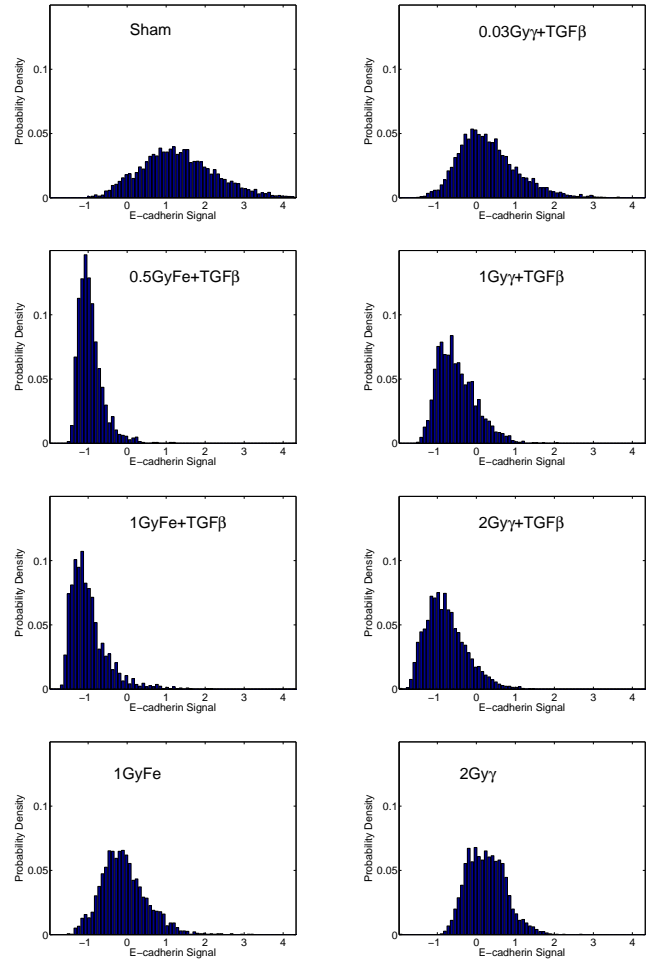 Sham
Probability Density
0.1
0.05
0
−1 0 1 2 3 4
E−cadherin Signal
0.03Gyγ+TGFβ
Probability Density
0.1
0.05
0
−1 0 1 2 3 4
E−cadherin Signal
0.5GyFe+TGFβ
Probability Density
0.1
0.05
0
−1 0 1 2 3 4
E−cadherin Signal
1Gyγ+TGFβ
Probability Density
0.1
0.05
0
−1 0 1 2 3 4
E−cadherin Signal
1GyFe+TGFβ
Probability Density
0.1
0.05
0
−1 0 1 2 3 4
E−cadherin Signal
2Gyγ+TGFβ
Probability Density
0.1
0.05
0
−1 0 1 2 3 4
E−cadherin Signal
1GyFe
Probability Density
0.1
0.05
0
−1 0 1 2 3 4
E−cadherin Signal
2Gyγ
Probability Density
0.1
0.05
0
−1 0 1 2 3 4
E−cadherin Signal